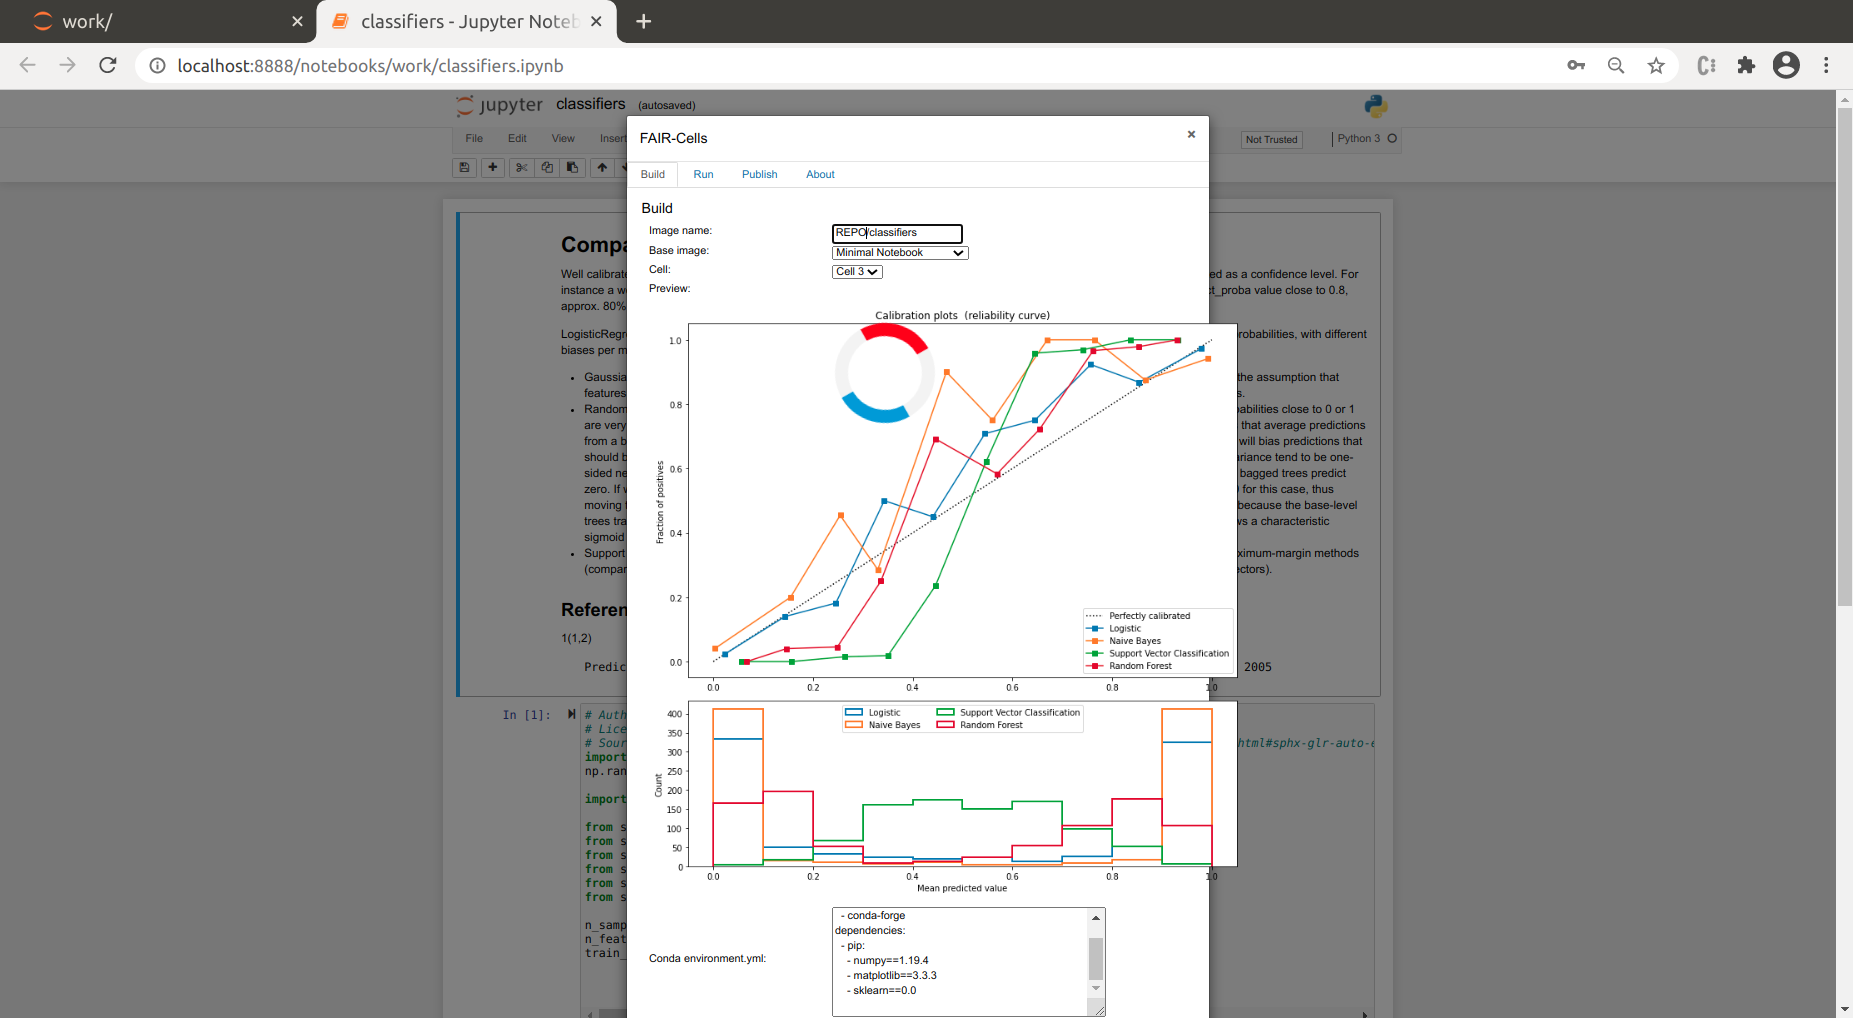 work/
classifiers - Jupyter Noteb
localhost:8888/notebooks/work/classifiers.ipynb
jupyter classifiers (autosaved)
File Edit View Insert
Not Trusted
Python 3
FAIR-Cells
Build Run Publish About
Build
Image name: REPO/classifiers
Base image: Minimal Notebook
Cell: Cell 3
Preview:
Calibration plots (reliability curve)
Fraction of positives
1.0
0.8
0.6
0.4
0.2
0.0
Perfectly calibrated
Logistic
Naive Bayes
Support Vector Classification
Random Forest
0.0 0.2 0.4 0.6 0.8 1.0
Logistic Support Vector Classification
Naive Bayes Random Forest
Count
400
350
300
250
200
150
100
50
0
0.0 0.2 0.4 0.6 0.8 1.0
Mean predicted value
Conda environment.yml:
- conda-forge
dependencies:
- pip:
- numpy==1.19.4
- matplotlib==3.3.3
- sklearn==0.0
Well calibrate
ed as a confidence level. For
instance a w
ct_proba value close to 0.8,
approx. 80%
LogisticRegr
robabilities, with different
biases per m
Gaussia
the assumption that
features
s.
Random
abilities close to 0 or 1
are very
that average predictions
from a b
will bias predictions that
should b
ariance tend to be one-
sided ne
bagged trees predict
zero. If w
for this case, thus
moving
because the base-level
trees tra
ws a characteristic
sigmoid
Support
ximum-margin methods
(compar
ectors).
Referen
1(1,2)
Predic
2005
In [1]:
# Auth
# Lice
# Sour
html#sphx-glr-auto-e
import
np.ran
import
from s
from s
from s
from s
from s
from s
n_samp
n_feat
train_